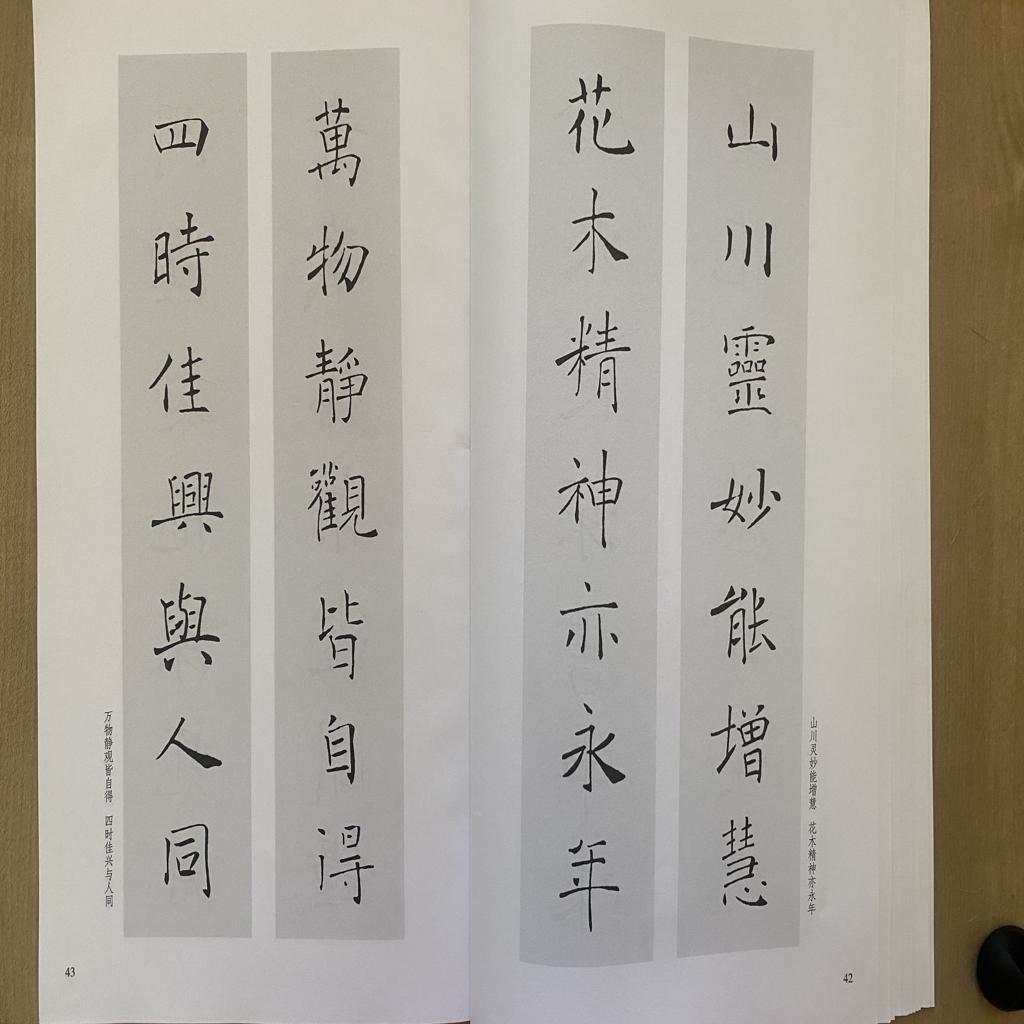 山川靈妙能增慧
花木精神亦永年
山川灵妙能增慧 花木精神亦永年
42
萬物靜觀皆自得
四時佳興與人同
万物静观皆自得 四时佳兴与人同
43